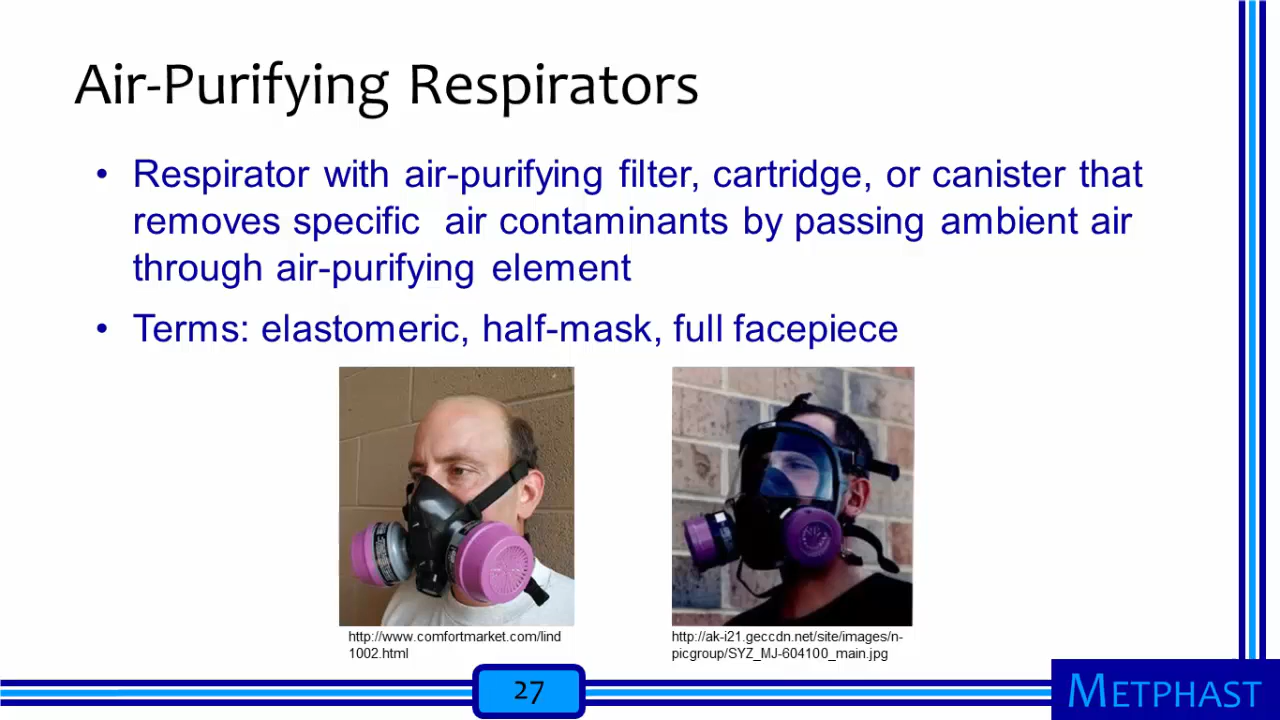 Air-Purifying Respirators
• Respirator with air-purifying filter, cartridge, or canister that
removes specific air contaminants by passing ambient air
through air-purifying element
• Terms: elastomeric, half-mask, full facepiece
http://www.comfortmarket.com/lind
1002.html
http://ak-i21.geccdn.net/site/images/n-
picgroup/SYZ_MJ-604100_main.jpg
27
METPHAST